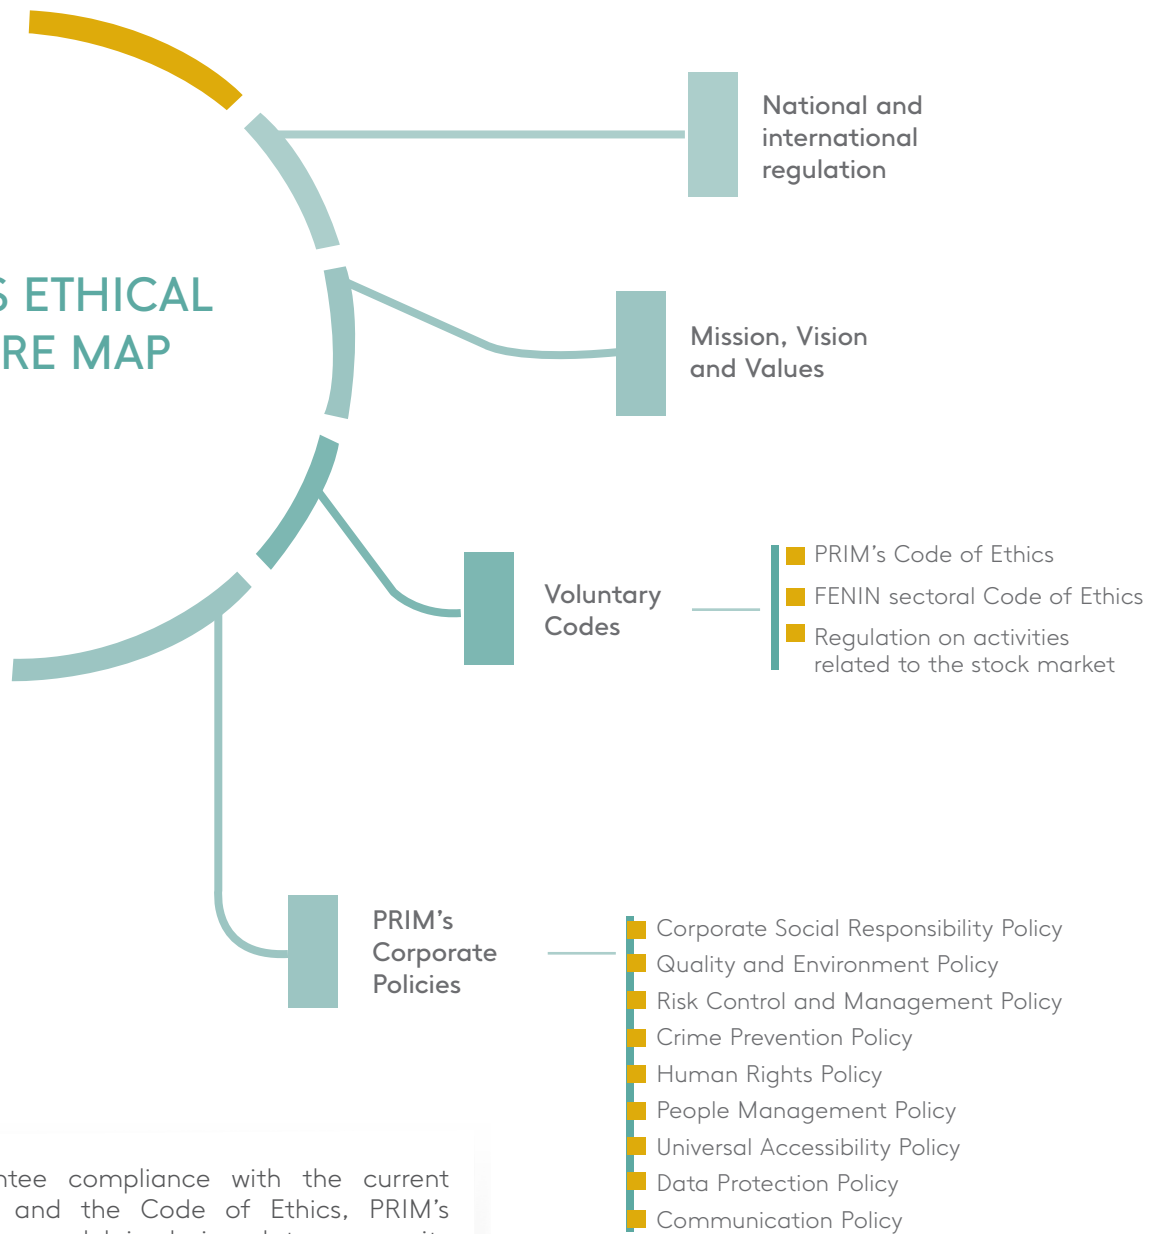 National and
international
regulation
S ETHICAL
RE MAP
Mission, Vision
and Values
Voluntary
Codes
PRIM's Code of Ethics
FENIN sectoral Code of Ethics
Regulation on activities
related to the stock market
PRIM's
Corporate
Policies
Corporate Social Responsibility Policy
Quality and Environment Policy
Risk Control and Management Policy
Crime Prevention Policy
Human Rights Policy
People Management Policy
Universal Accessibility Policy
Data Protection Policy
Communication Policy
ntee compliance with the current
and the Code of Ethics, PRIM's